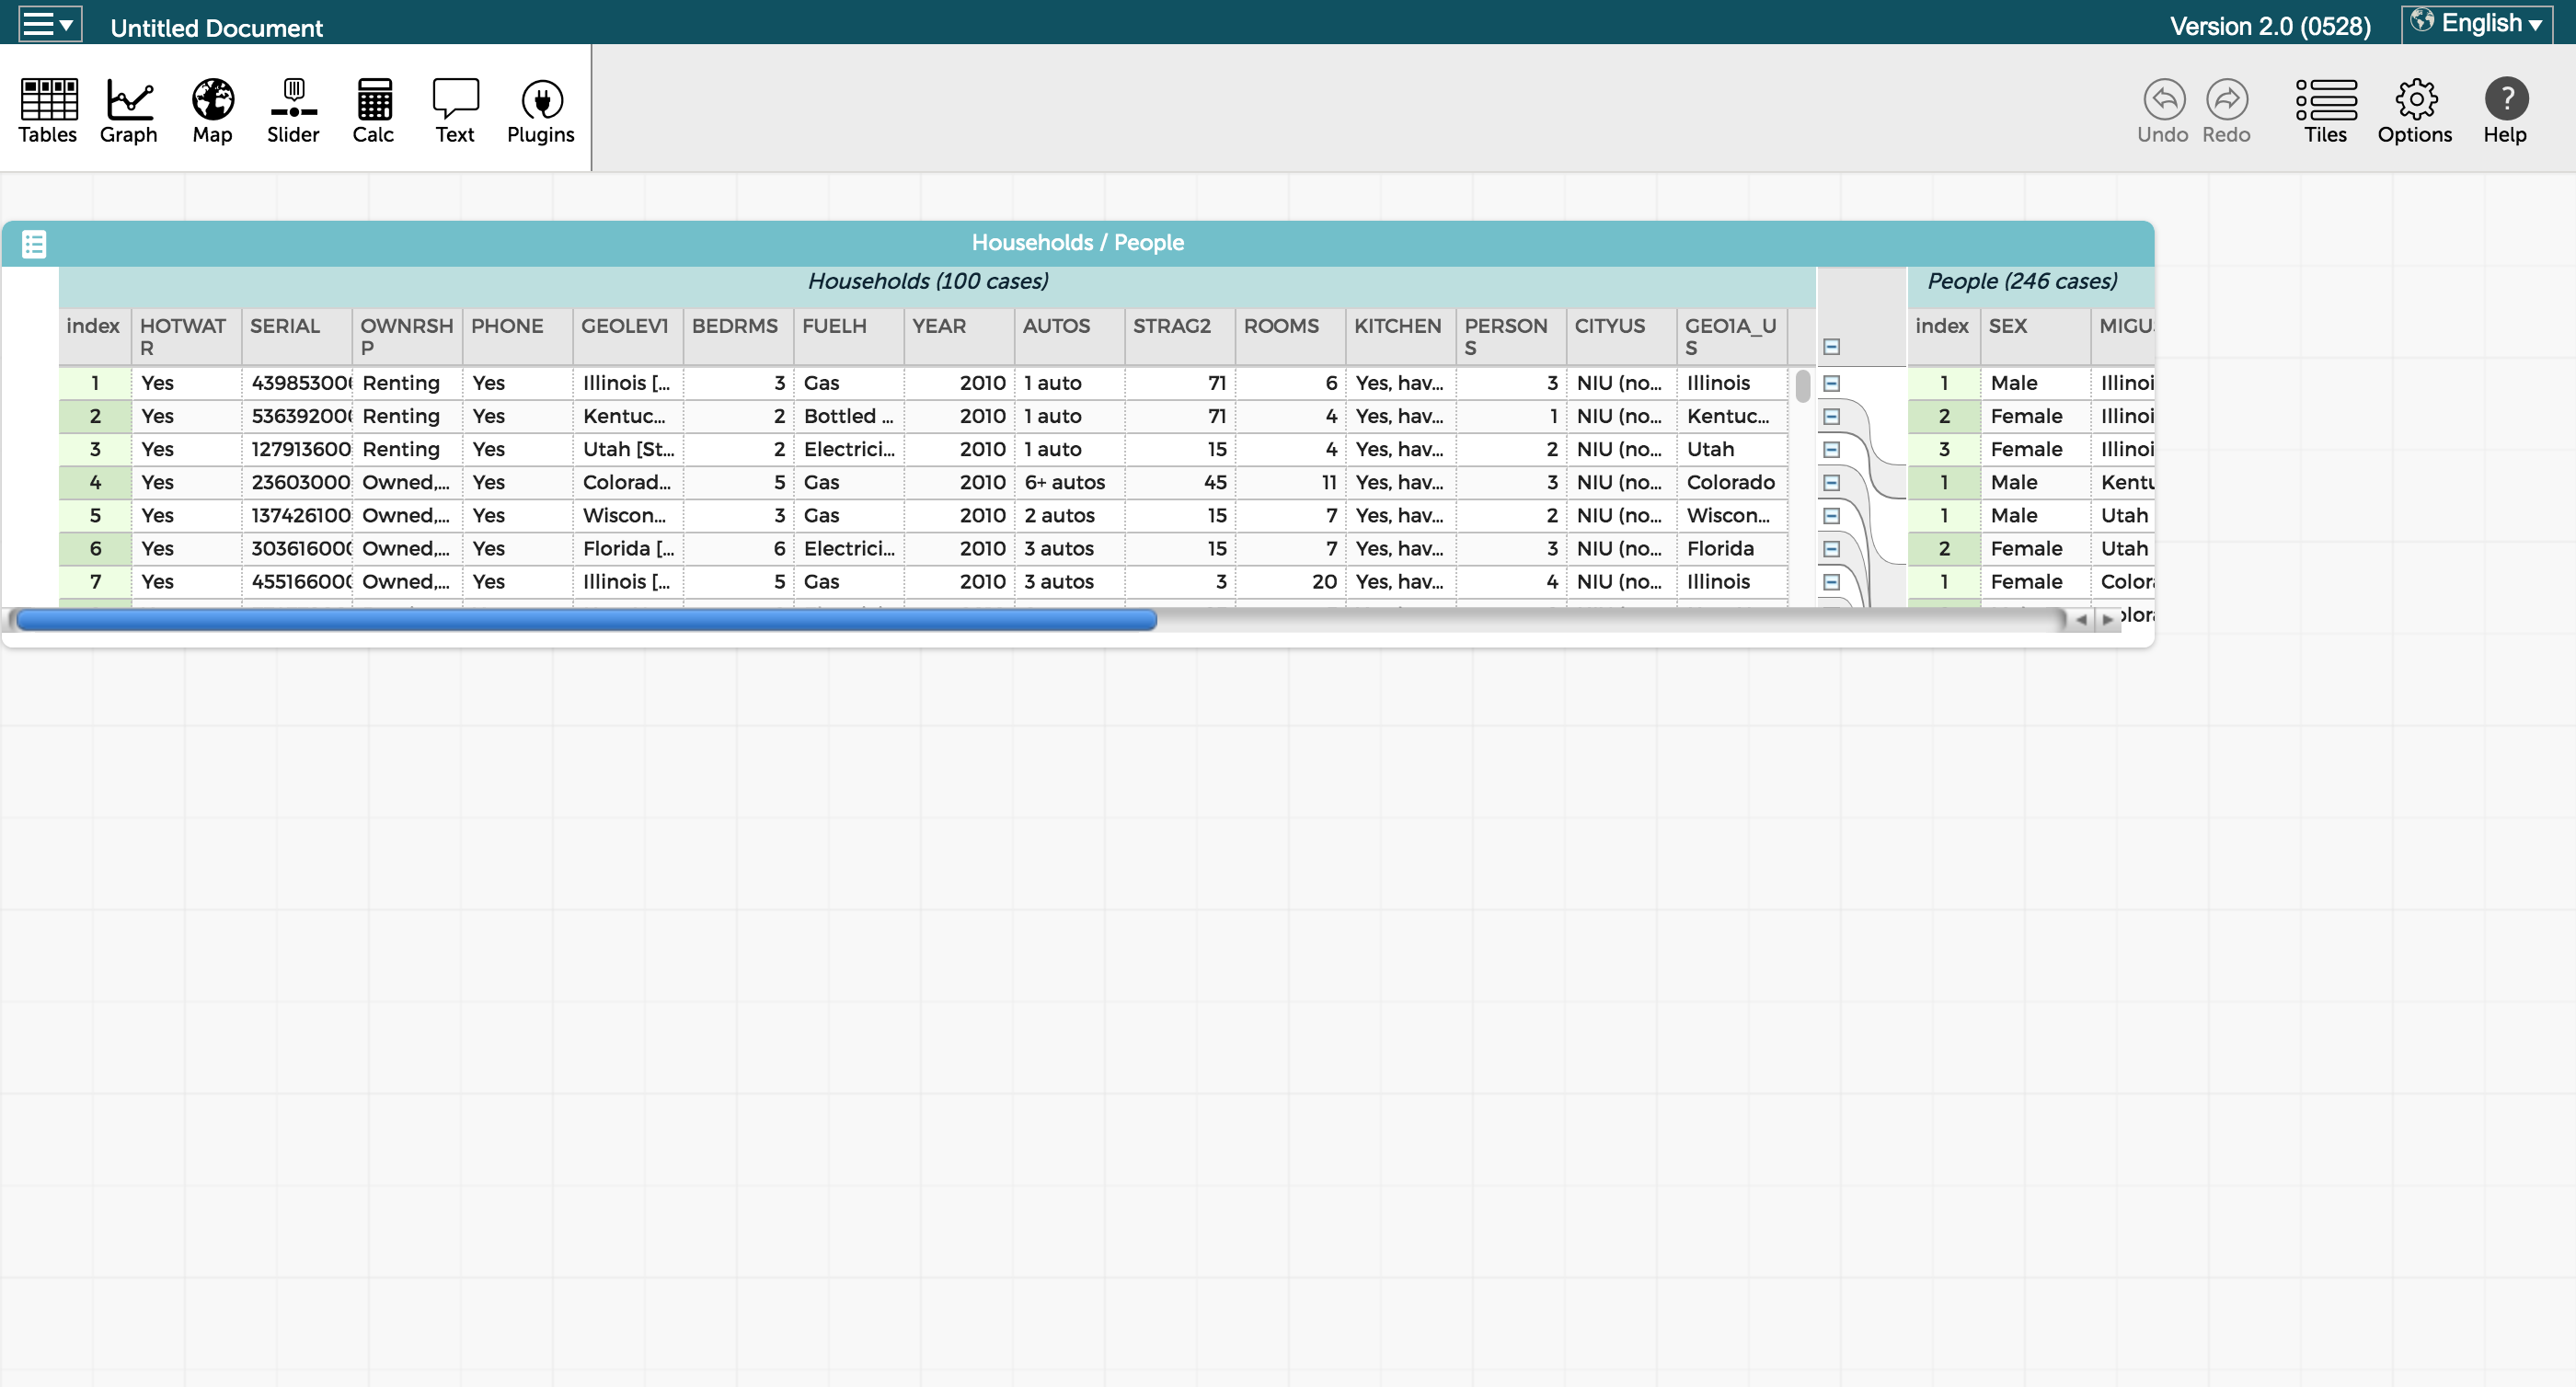 Untitled Document
Version 2.0 (0528)
English
Tables Graph Map Slider Calc Text Plugins
Undo Redo Tiles Options Help
Households / People
Households (100 cases)
People (246 cases)
index HOTWATR SERIAL OWNRSHP PHONE GEOLEV1 BEDRMS FUELH YEAR AUTOS STRAG2 ROOMS KITCHEN PERSONS CITYUS GEO1A_US index SEX MIGUS
1 Yes 439853000 Renting Yes Illinois [... 3 Gas 2010 1 auto 71 6 Yes, hav... 3 NIU (no... Illinois 1 Male Illinoi
2 Yes 536392000 Renting Yes Kentuc... 2 Bottled ... 2010 1 auto 71 4 Yes, hav... 1 NIU (no... Kentuc... 2 Female Illinoi
3 Yes 127913600 Renting Yes Utah [St... 2 Electrici... 2010 1 auto 15 4 Yes, hav... 2 NIU (no... Utah 3 Female Illinoi
4 Yes 23603000 Owned,... Yes Colorad... 5 Gas 2010 6+ autos 45 11 Yes, hav... 3 NIU (no... Colorado 1 Male Kentu
5 Yes 137426100 Owned,... Yes Wiscon... 3 Gas 2010 2 autos 15 7 Yes, hav... 2 NIU (no... Wiscon... 1 Male Utah
6 Yes 303616000 Owned,... Yes Florida [... 6 Electrici... 2010 3 autos 15 7 Yes, hav... 3 NIU (no... Florida 2 Female Utah
7 Yes 455166000 Owned,... Yes Illinois [... 5 Gas 2010 3 autos 3 20 Yes, hav... 4 NIU (no... Illinois 1 Female Colora